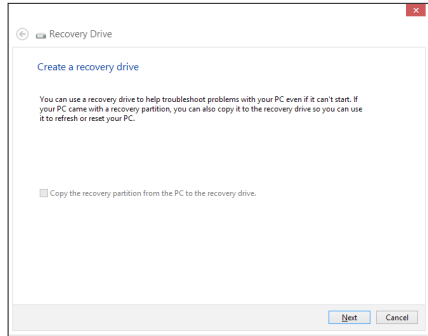 Recovery Drive
Create a recovery drive
You can use a recovery drive to help troubleshoot problems with your PC even if it can't start. If
your PC came with a recovery partition, you can also copy it to the recovery drive so you can use
it to refresh or reset your PC.
Copy the recovery partition from the PC to the recovery drive.
Next Cancel